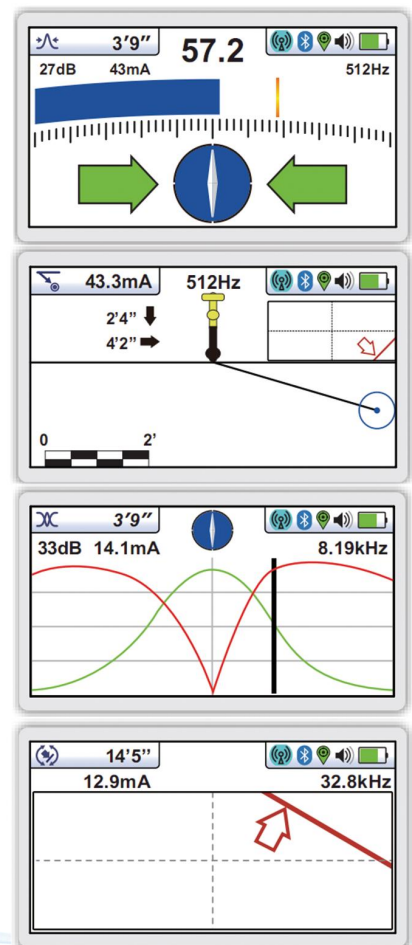 3'9" 57.2
27dB 43mA 512Hz
43.3mA 512Hz
2'4"
4'2"
0 2'
3'9"
33dB 14.1mA 8.19kHz
14'5''
12.9mA 32.8kHz